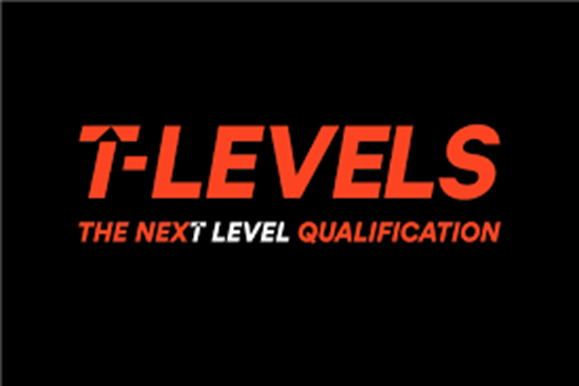 T-LEVELS
THE NEXT LEVEL QUALIFICATION